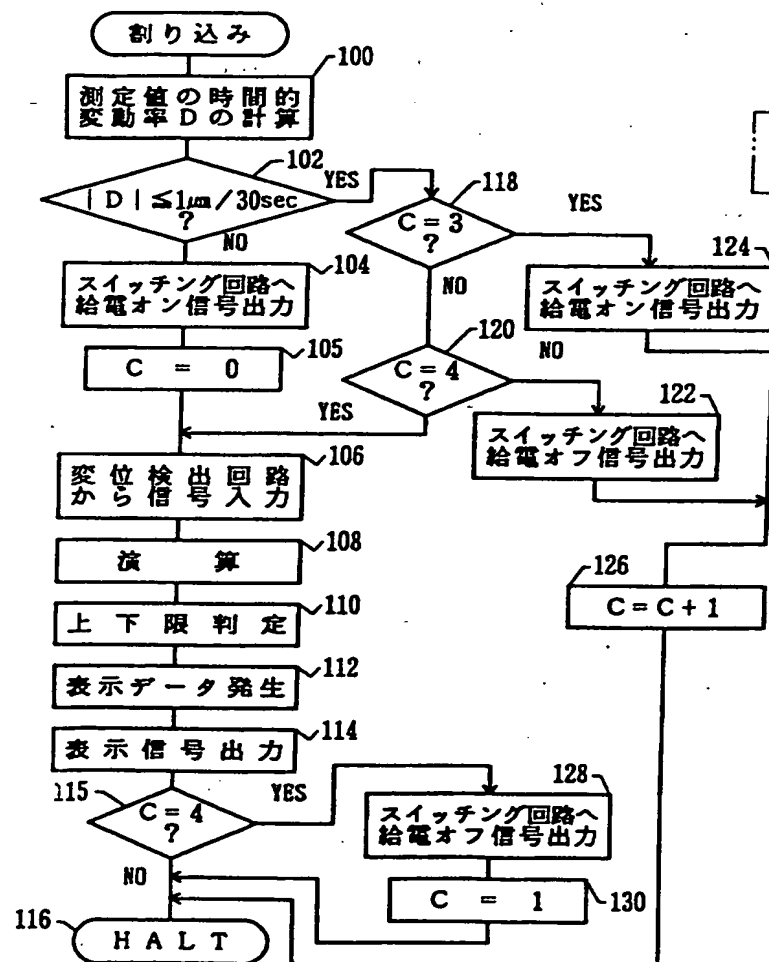 割り込み
100
測定値の時間的
変動率Dの計算
102
|D|≦1μm/30sec
?
YES
NO
118
C=3
?
YES
NO
124
スイッチング回路へ
給電オン信号出力
104
スイッチング回路へ
給電オン信号出力
105
C = 0
120
C=4
?
NO
YES
122
スイッチング回路へ
給電オフ信号出力
106
変位検出回路
から信号入力
108
演算
126
C=C+1
110
上下限判定
112
表示データ発生
114
表示信号出力
115
C=4
?
YES
NO
128
スイッチング回路へ
給電オフ信号出力
C = 1
130
116
HALT